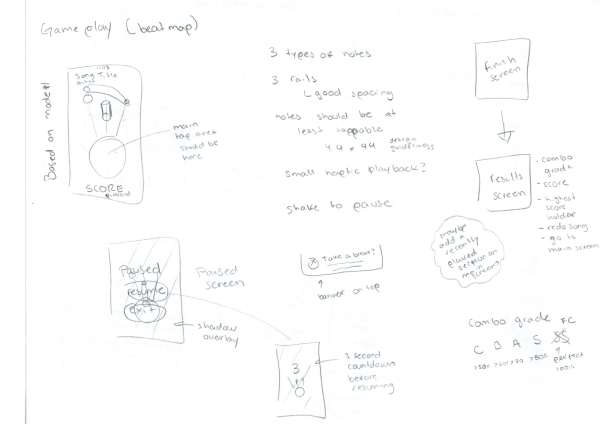 Game play (beat map)
Based on model 1
Song Title
artist
main
tap area
should be
here
SCORE
3 types of notes
3 rails
good spacing
notes should be at
least tappable
44 x 44
design
guidelines
small haptic playback?
shake to pause
finish
screen
results
screen
- combo
grade
- score
- highest
score
holder
- redo song
- go to
main screen
maybe
add a
recently
played
section on
main
screen?
Paused
resume
exit
Paused
screen
shadow
overlay
Take a break?
banner on top
3
3 second
countdown
before
resuming
Combo grade
FC
C B A S SS
>50% >60% >70% >80%
perfect
100%